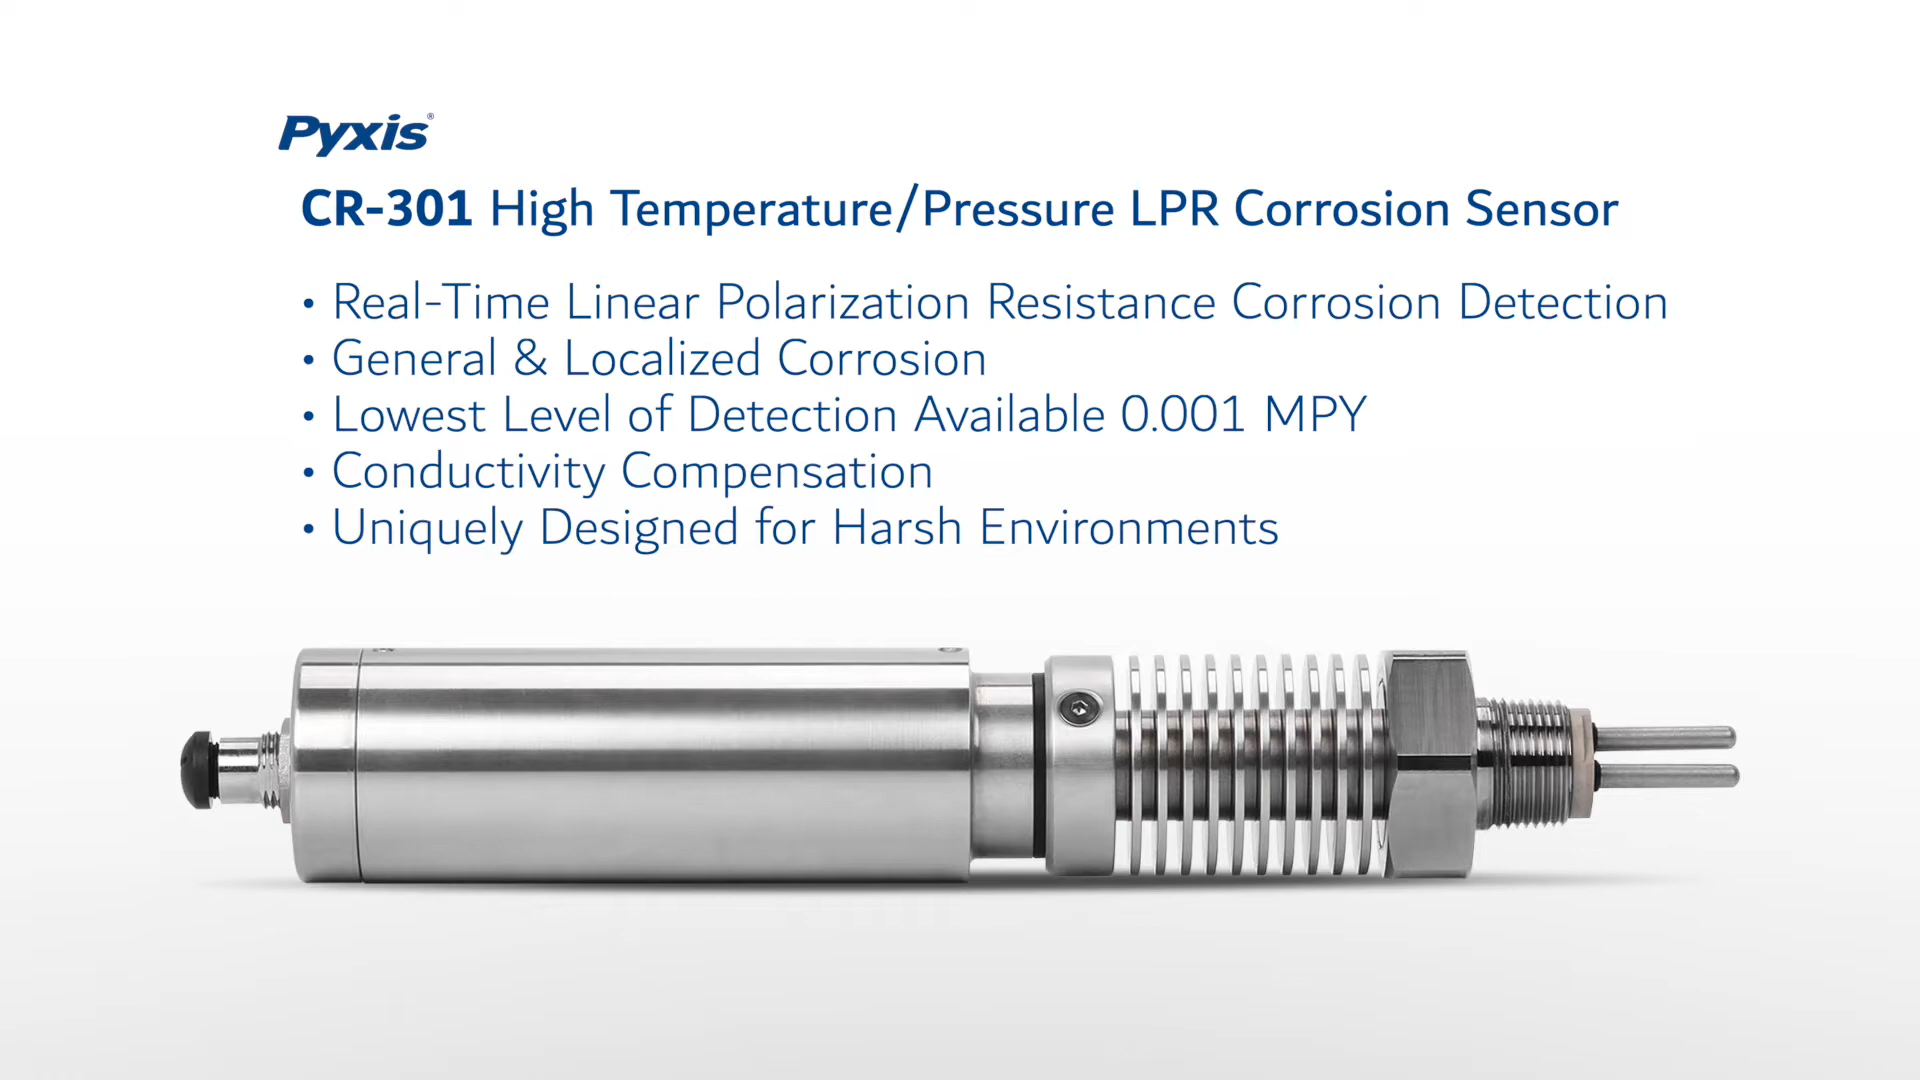 Pyxis®
CR-301 High Temperature/Pressure LPR Corrosion Sensor
• Real-Time Linear Polarization Resistance Corrosion Detection
• General & Localized Corrosion
• Lowest Level of Detection Available 0.001 MPY
• Conductivity Compensation
• Uniquely Designed for Harsh Environments